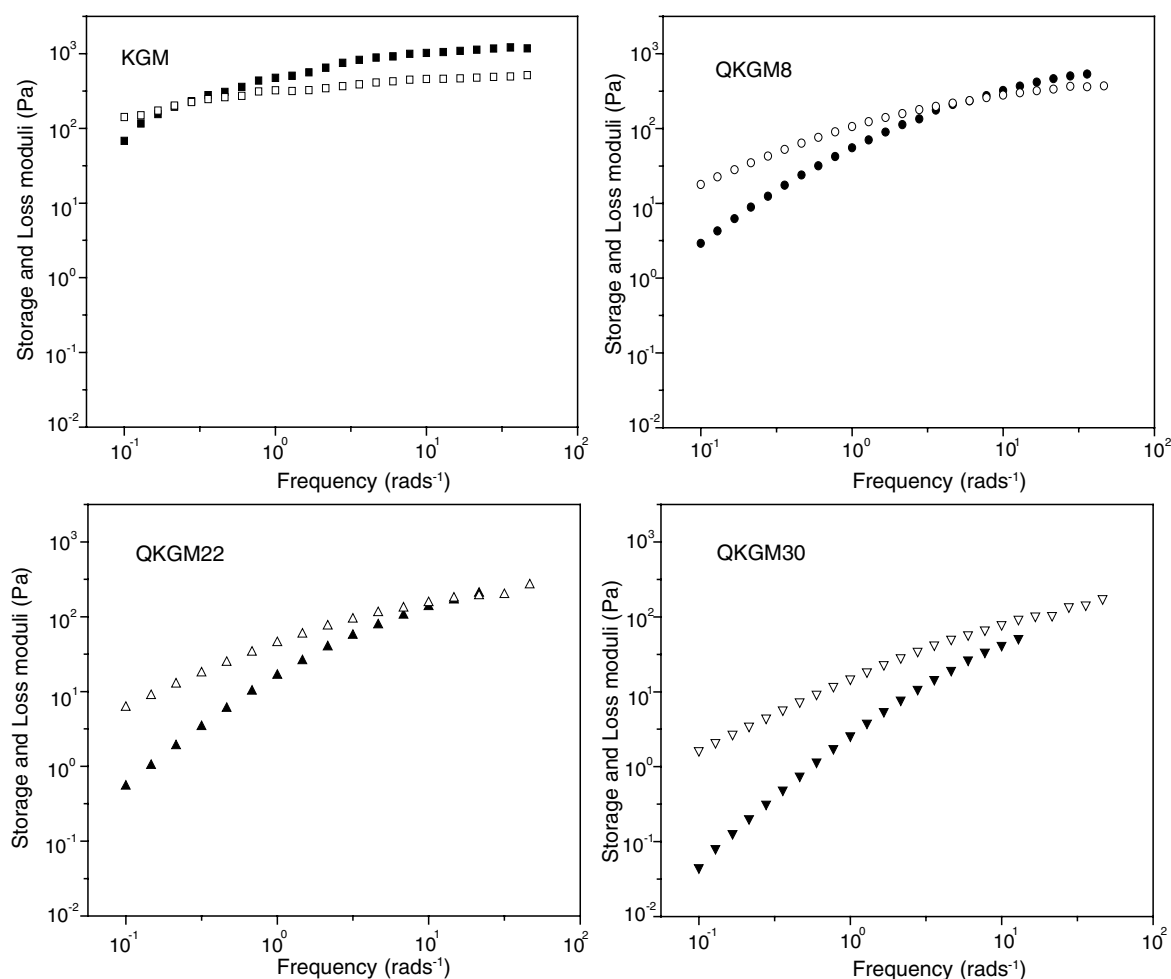 Storage and Loss moduli (Pa)
KGM
10³
10²
10¹
10⁰
10⁻¹
10⁻²
10⁻¹ 10⁰ 10¹ 10²
Frequency (rads⁻¹)
Storage and Loss moduli (Pa)
QKGM8
10³
10²
10¹
10⁰
10⁻¹
10⁻²
10⁻¹ 10⁰ 10¹ 10²
Frequency (rads⁻¹)
Storage and Loss moduli (Pa)
QKGM22
10³
10²
10¹
10⁰
10⁻¹
10⁻²
10⁻¹ 10⁰ 10¹ 10²
Frequency (rads⁻¹)
Storage and Loss moduli (Pa)
QKGM30
10³
10²
10¹
10⁰
10⁻¹
10⁻²
10⁻¹ 10⁰ 10¹ 10²
Frequency (rads⁻¹)